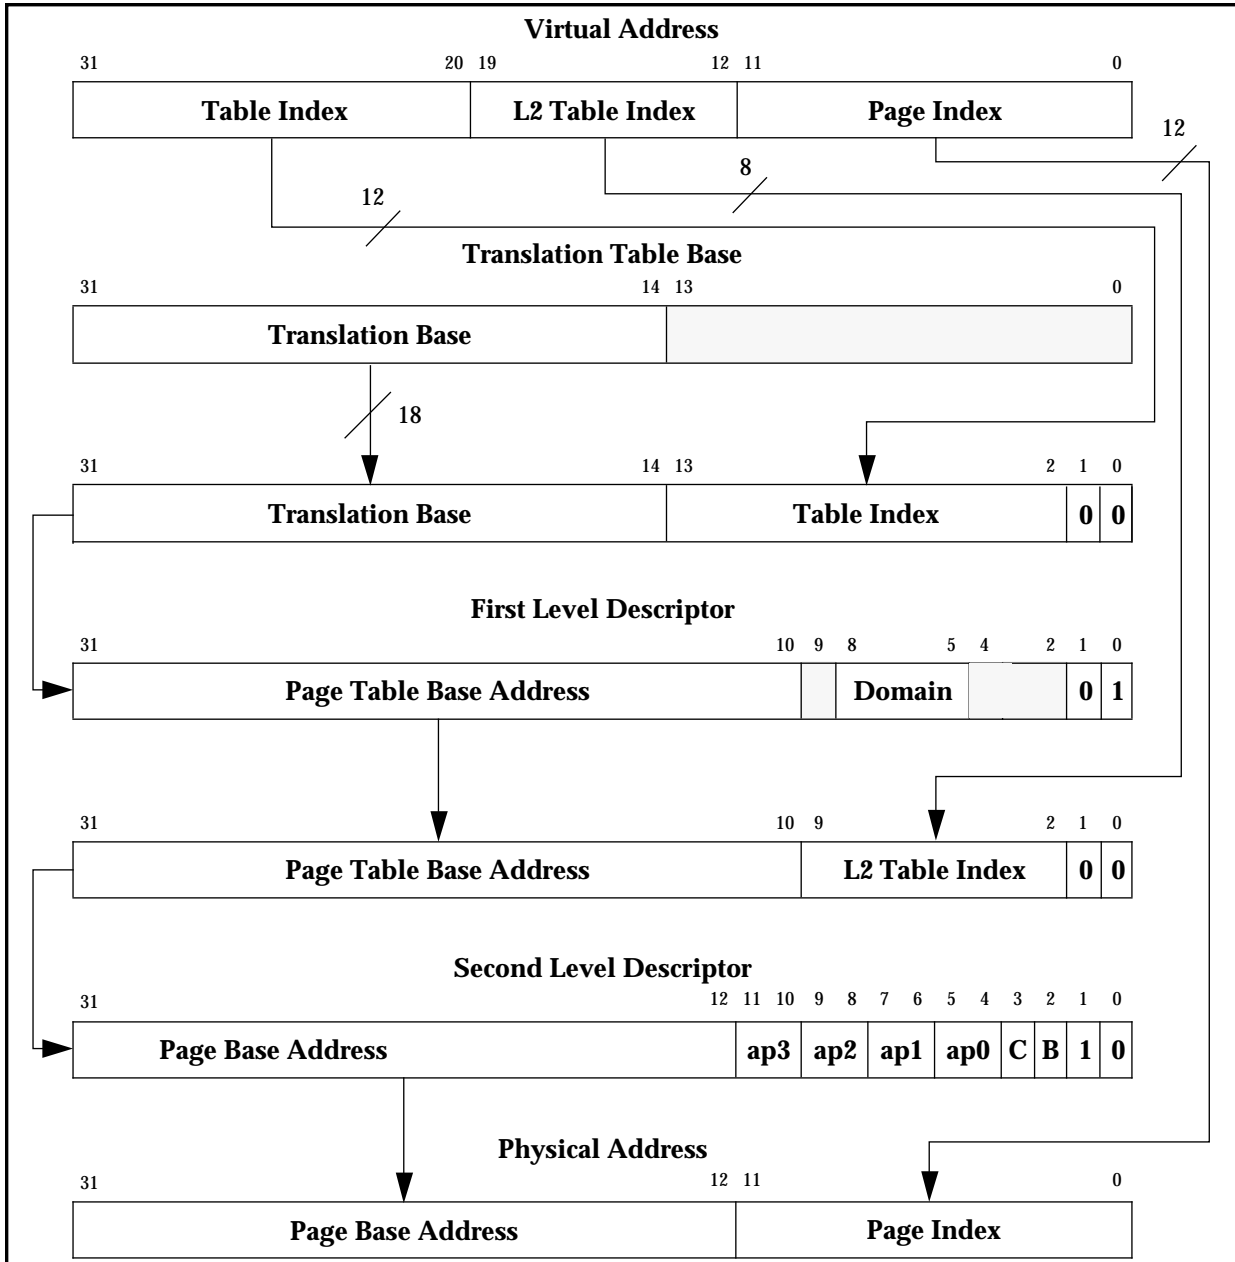 Virtual Address
31 20 19 12 11 0
Table Index L2 Table Index Page Index
12
8
12
Translation Table Base
31 14 13 0
Translation Base
18
31 14 13 2 1 0
Translation Base Table Index 0 0
First Level Descriptor
31 10 9 8 5 4 2 1 0
Page Table Base Address Domain 0 1
31 10 9 2 1 0
Page Table Base Address L2 Table Index 0 0
Second Level Descriptor
31 12 11 10 9 8 7 6 5 4 3 2 1 0
Page Base Address ap3 ap2 ap1 ap0 C B 1 0
Physical Address
31 12 11 0
Page Base Address Page Index